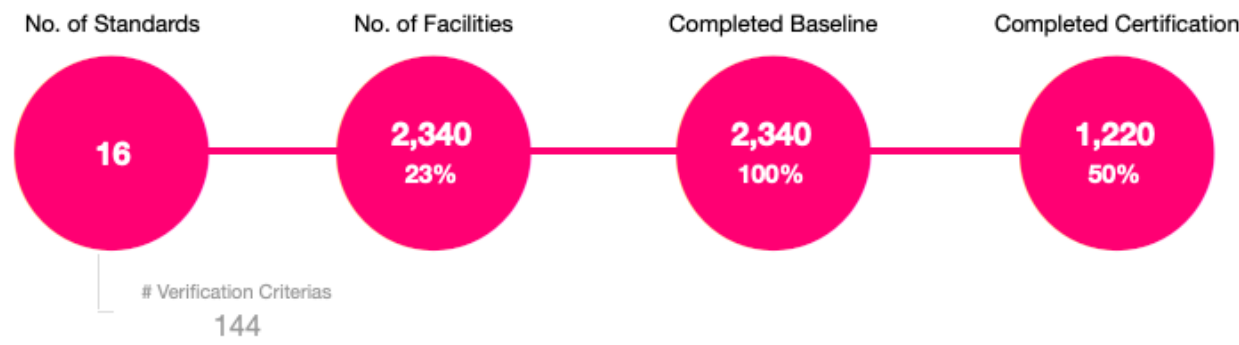 No. of Standards
No. of Facilities
Completed Baseline
Completed Certification
16
2,340
23%
2,340
100%
1,220
50%
# Verification Criterias
144